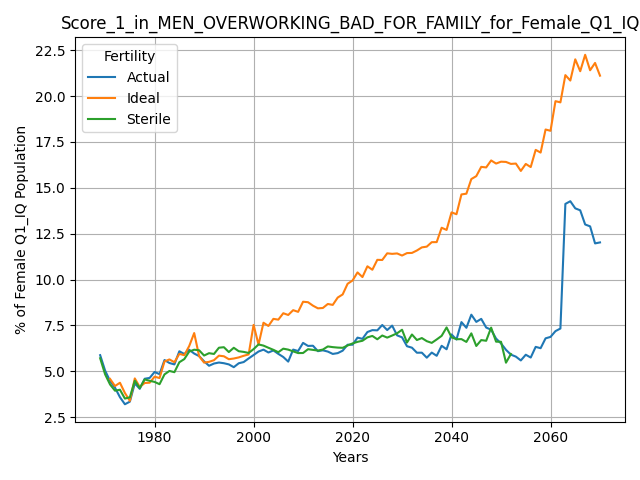 Score_1_in_MEN_OVERWORKING_BAD_FOR_FAMILY_for_Female_Q1_IQ
Fertility
Actual
Ideal
Sterile
% of Female Q1_IQ Population
22.5
20.0
17.5
15.0
12.5
10.0
7.5
5.0
2.5
1980
2000
2020
2040
2060
Years